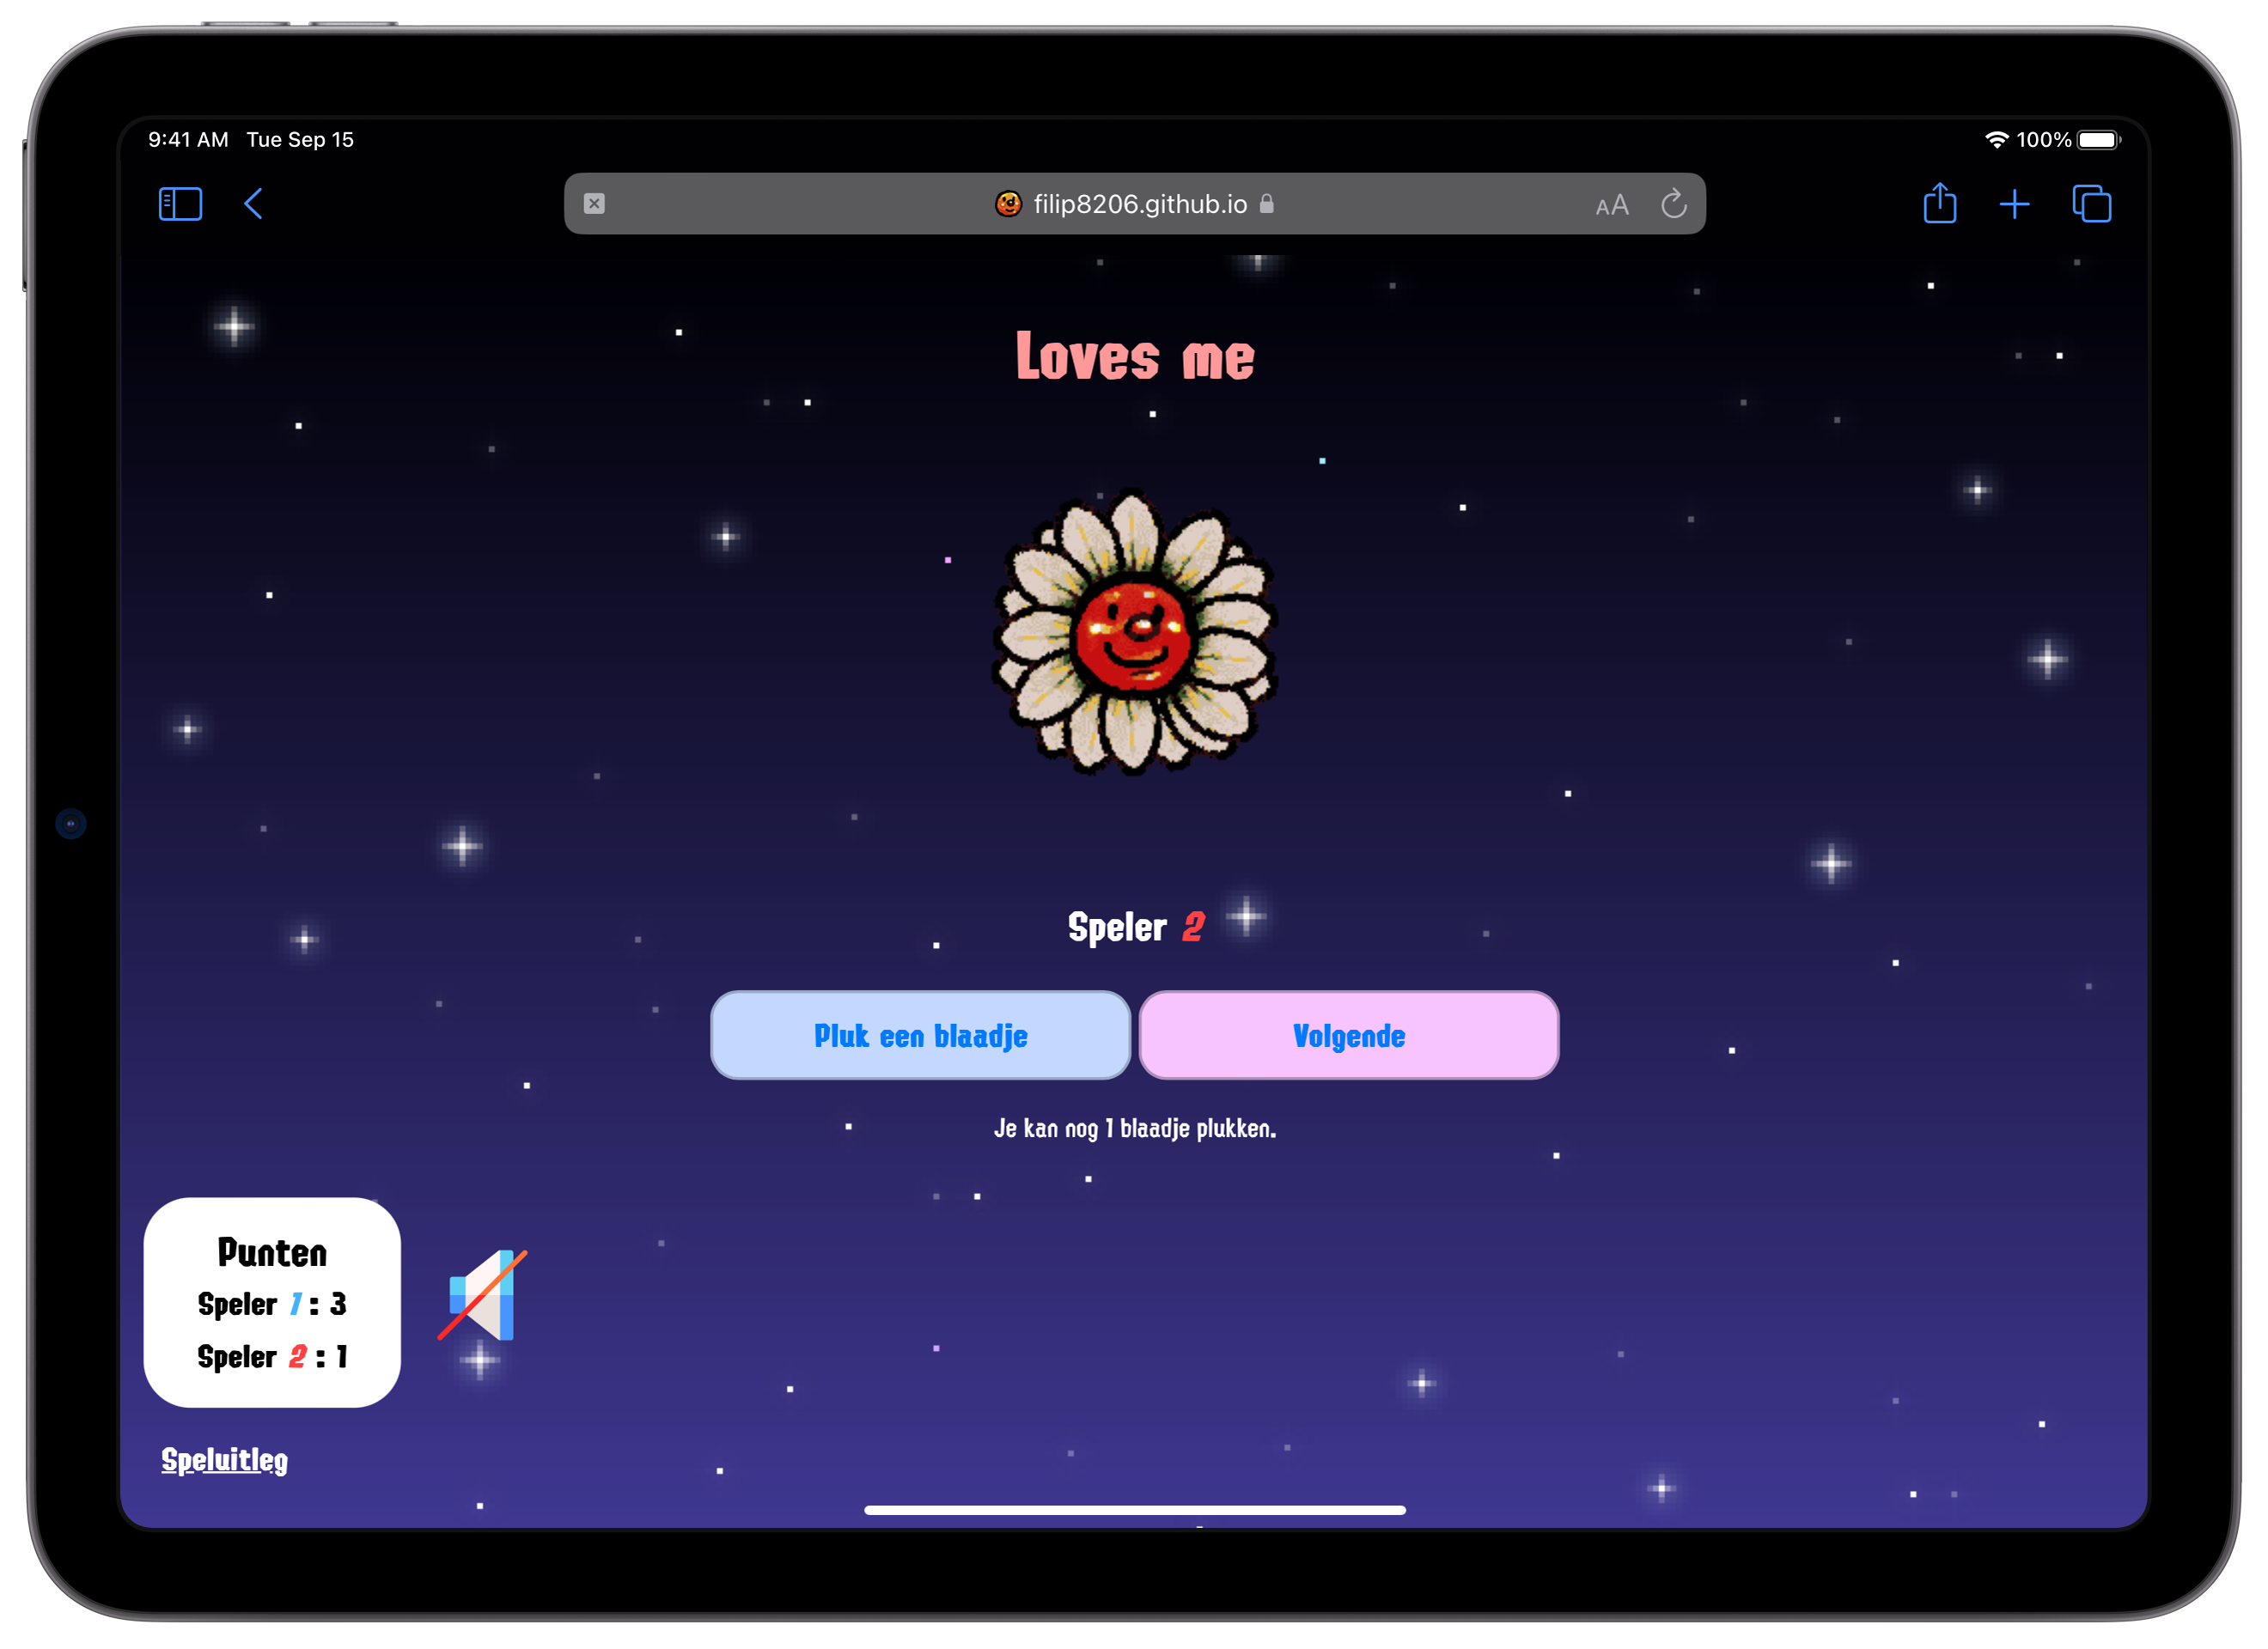 9:41 AM Tue Sep 15
100%
filip8206.github.io
AA
Loves me
Speler 2
Pluk een blaadje
Volgende
Je kan nog 1 blaadje plukken.
Punten
Speler 1 : 3
Speler 2 : 1
Speluitleg